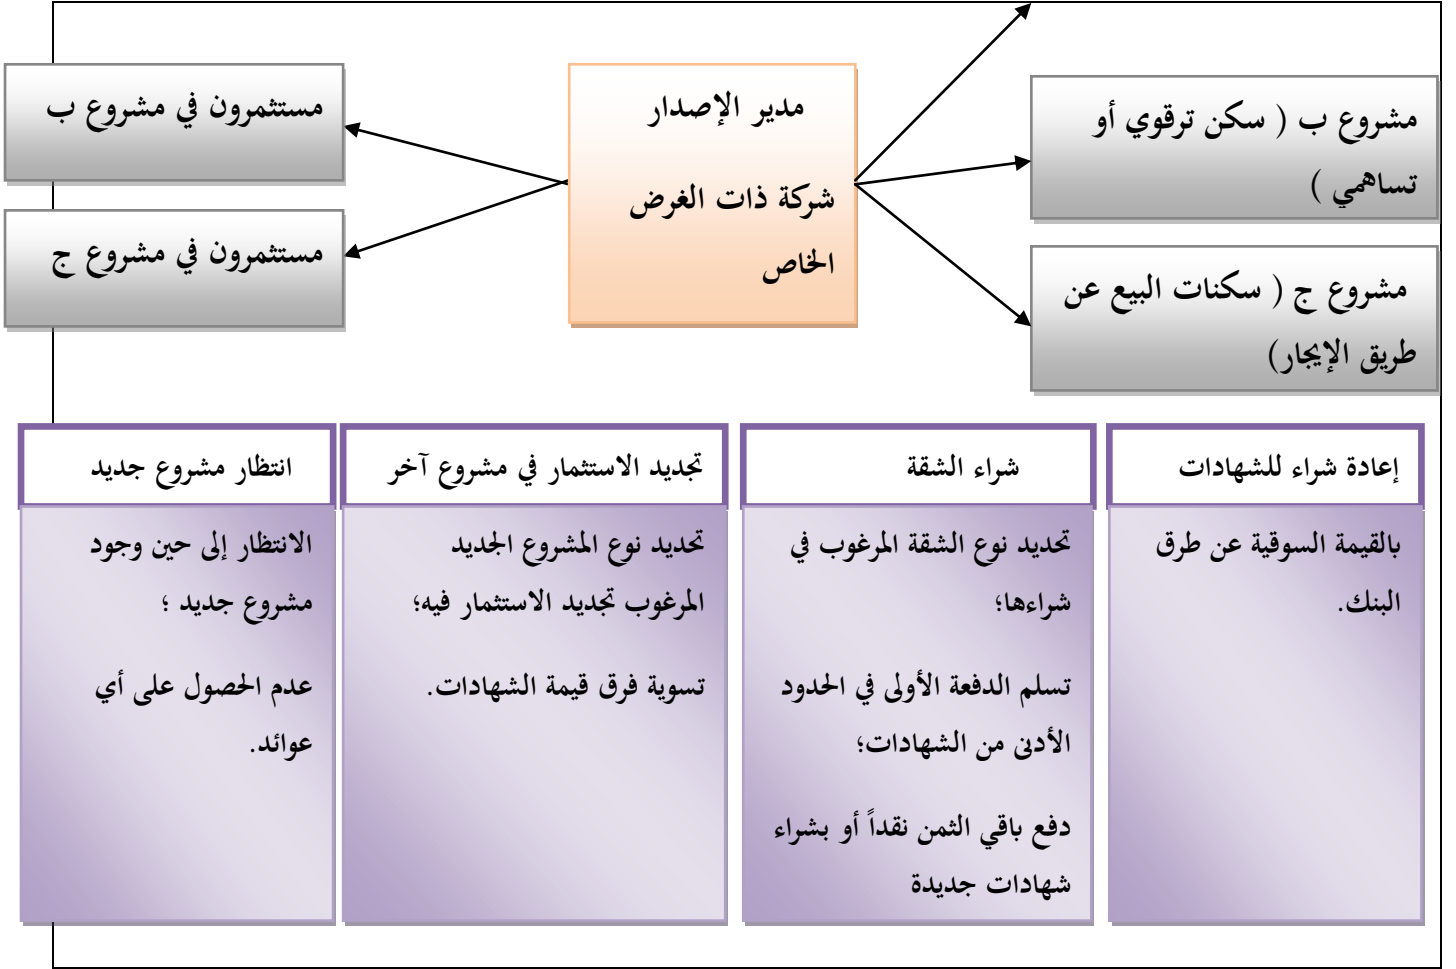 مشروع ب ( سكن ترقوي أو
تساهمي )
مشروع ج ( سكنات البيع عن
طريق الإيجار)
مدير الإصدار
شركة ذات الغرض
الخاص
مستثمرون في مشروع ب
مستثمرون في مشروع ج
إعادة شراء للشهادات
بالقيمة السوقية عن طرق
البنك.
شراء الشقة
تحديد نوع الشقة المرغوب في
شراءها؛
تسلم الدفعة الأولى في الحدود
الأدنى من الشهادات؛
دفع باقي الثمن نقداً أو بشراء
شهادات جديدة
تجديد الاستثمار في مشروع آخر
تحديد نوع المشروع الجديد
المرغوب تجديد الاستثمار فيه؛
تسوية فرق قيمة الشهادات.
انتظار مشروع جديد
الانتظار إلى حين وجود
مشروع جديد ؛
عدم الحصول على أي
عوائد.